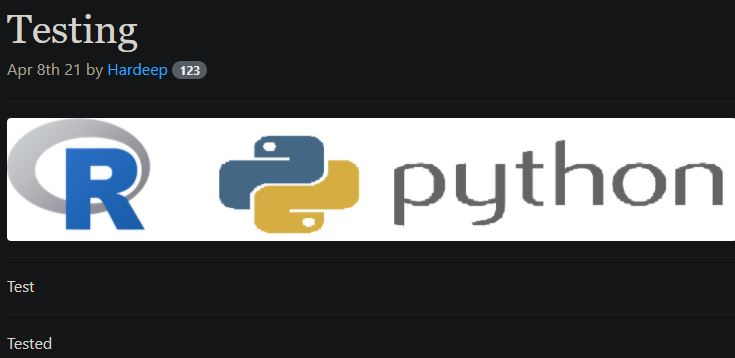 Testing
Apr 8th 21 by Hardeep 123
R python
Test
Tested